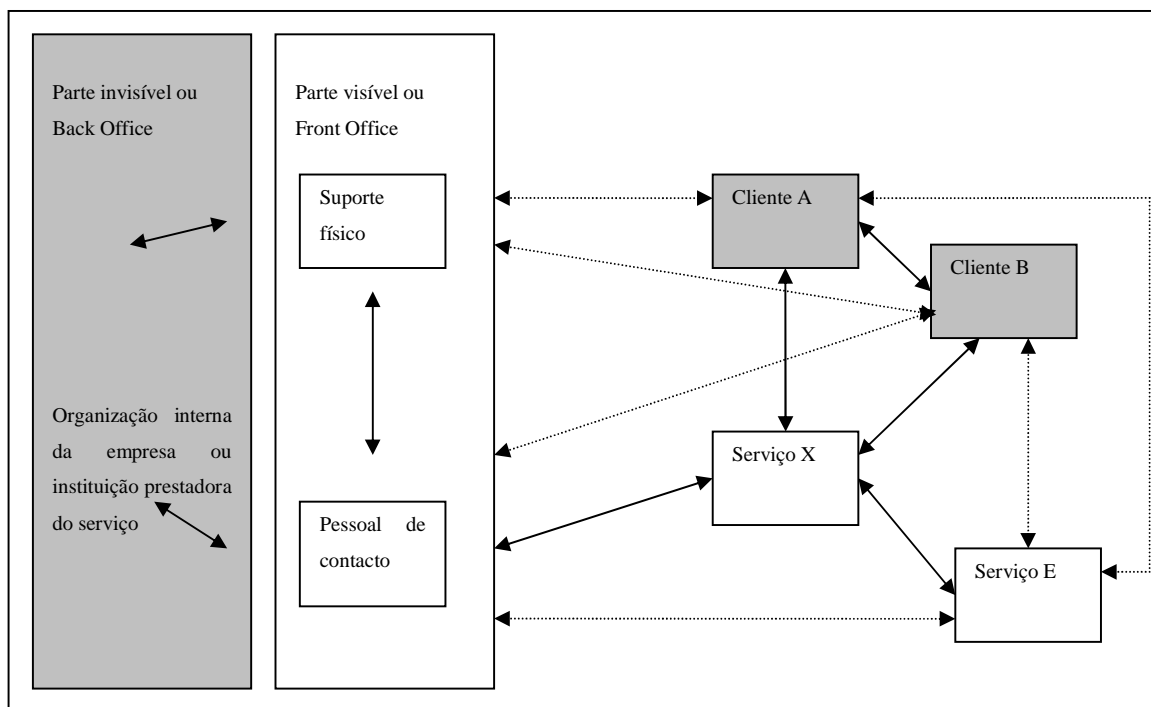 Parte invisível ou
Back Office
Organização interna
da empresa ou
instituição prestadora
do serviço
Parte visível ou
Front Office
Suporte
físico
Pessoal de
contacto
Cliente A
Cliente B
Serviço X
Serviço E